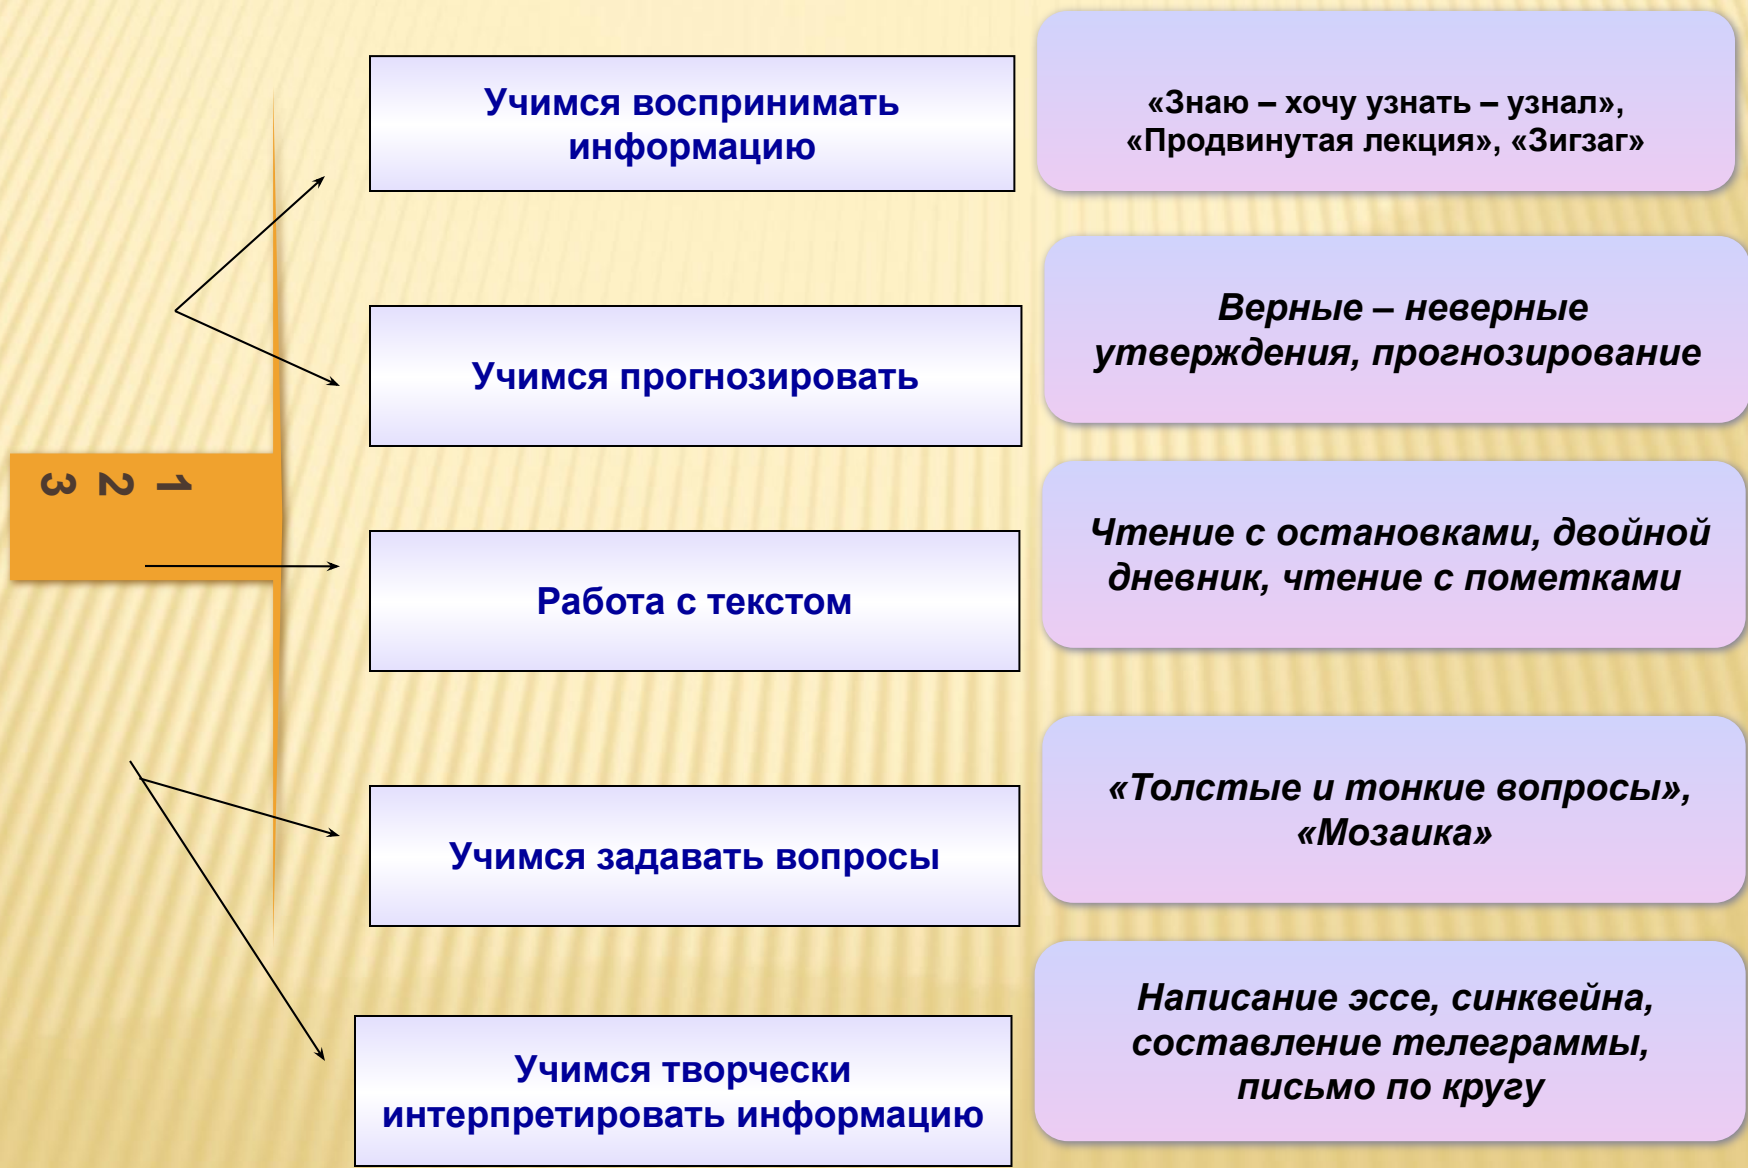 Учимся воспринимать
информацию
«Знаю – хочу узнать – узнал»,
«Продвинутая лекция», «Зигзаг»
Учимся прогнозировать
Верные – неверные
утверждения, прогнозирование
1
2
3
Работа с текстом
Чтение с остановками, двойной
дневник, чтение с пометками
Учимся задавать вопросы
«Толстые и тонкие вопросы»,
«Мозаика»
Учимся творчески
интерпретировать информацию
Написание эссе, синквейна,
составление телеграммы,
письмо по кругу